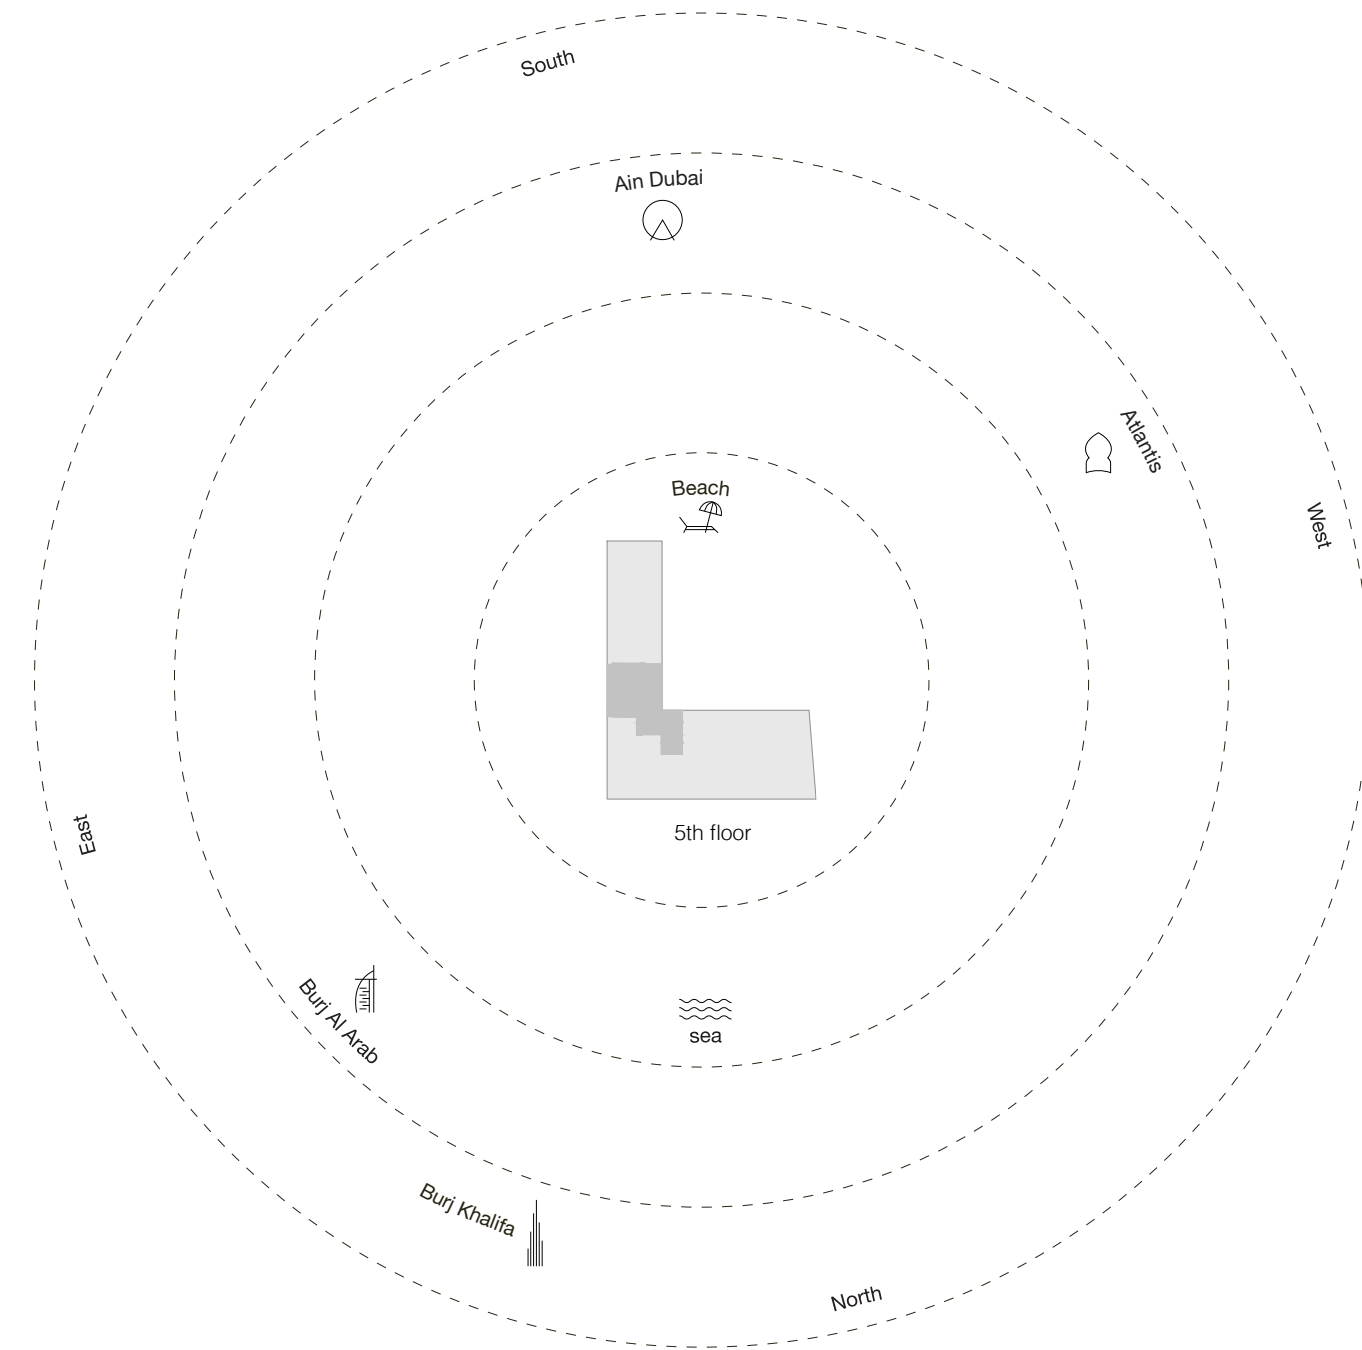 South
Ain Dubai
Atlantis
Beach
West
5th floor
East
Burj Al Arab
sea
Burj Khalifa
North